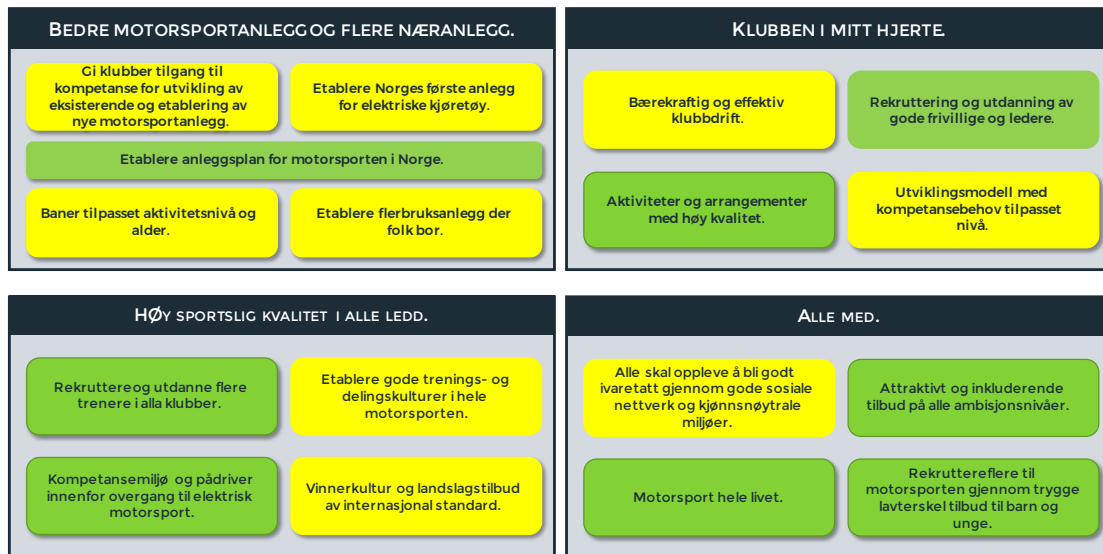 BEDRE MOTORSPORTANLEGG OG FLERE NÆRANLEGG.
Gi klubber tilgang til
kompetanse for utvikling av
eksisterende og etablering av
nye motorsportanlegg.
Etablere Norges første anlegg
for elektriske kjøretøy.
Etablere anleggsplan for motorsporten i Norge.
Baner tilpasset aktivitetsnivå og
alder.
Etablere flerbruksanlegg der
folk bor.
KLUBBEN I MITT HJERTE.
Bærekraftig og effektiv
klubbdrift.
Rekruttering og utdanning av
gode frivillige og ledere.
Aktiviteter og arrangementer
med høy kvalitet.
Utviklingsmodell med
kompetansebehov tilpasset
nivå.
HØY SPORTSLIG KVALITET I ALLE LEDD.
Rekruttere og utdanne flere
trenere i alla klubber.
Etablere gode trenings- og
delingskulturer i hele
motorsporten.
Kompetansemiljø og pådriver
innenfor overgang til elektrisk
motorsport.
Vinnerkultur og landslagstilbud
av internasjonal standard.
ALLE MED.
Alle skal oppleve å bli godt
ivaretatt gjennom gode sosiale
nettverk og kjønnsnøytrale
miljøer.
Attraktivt og inkluderende
tilbud på alle ambisjonsnivåer.
Motorsport hele livet.
Rekruttere flere til
motorsporten gjennom trygge
lavterskel tilbud til barn og
unge.